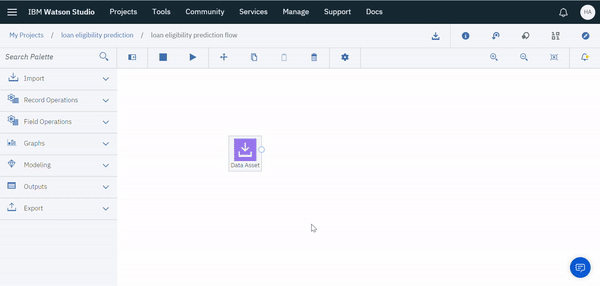 IBM Watson Studio Projects Tools Community Services Manage Support Docs HA
My Projects / loan eligibility prediction / loan eligibility prediction flow
Search Palette
Import
Record Operations
Field Operations
Graphs
Modeling
Outputs
Export
Data Asset